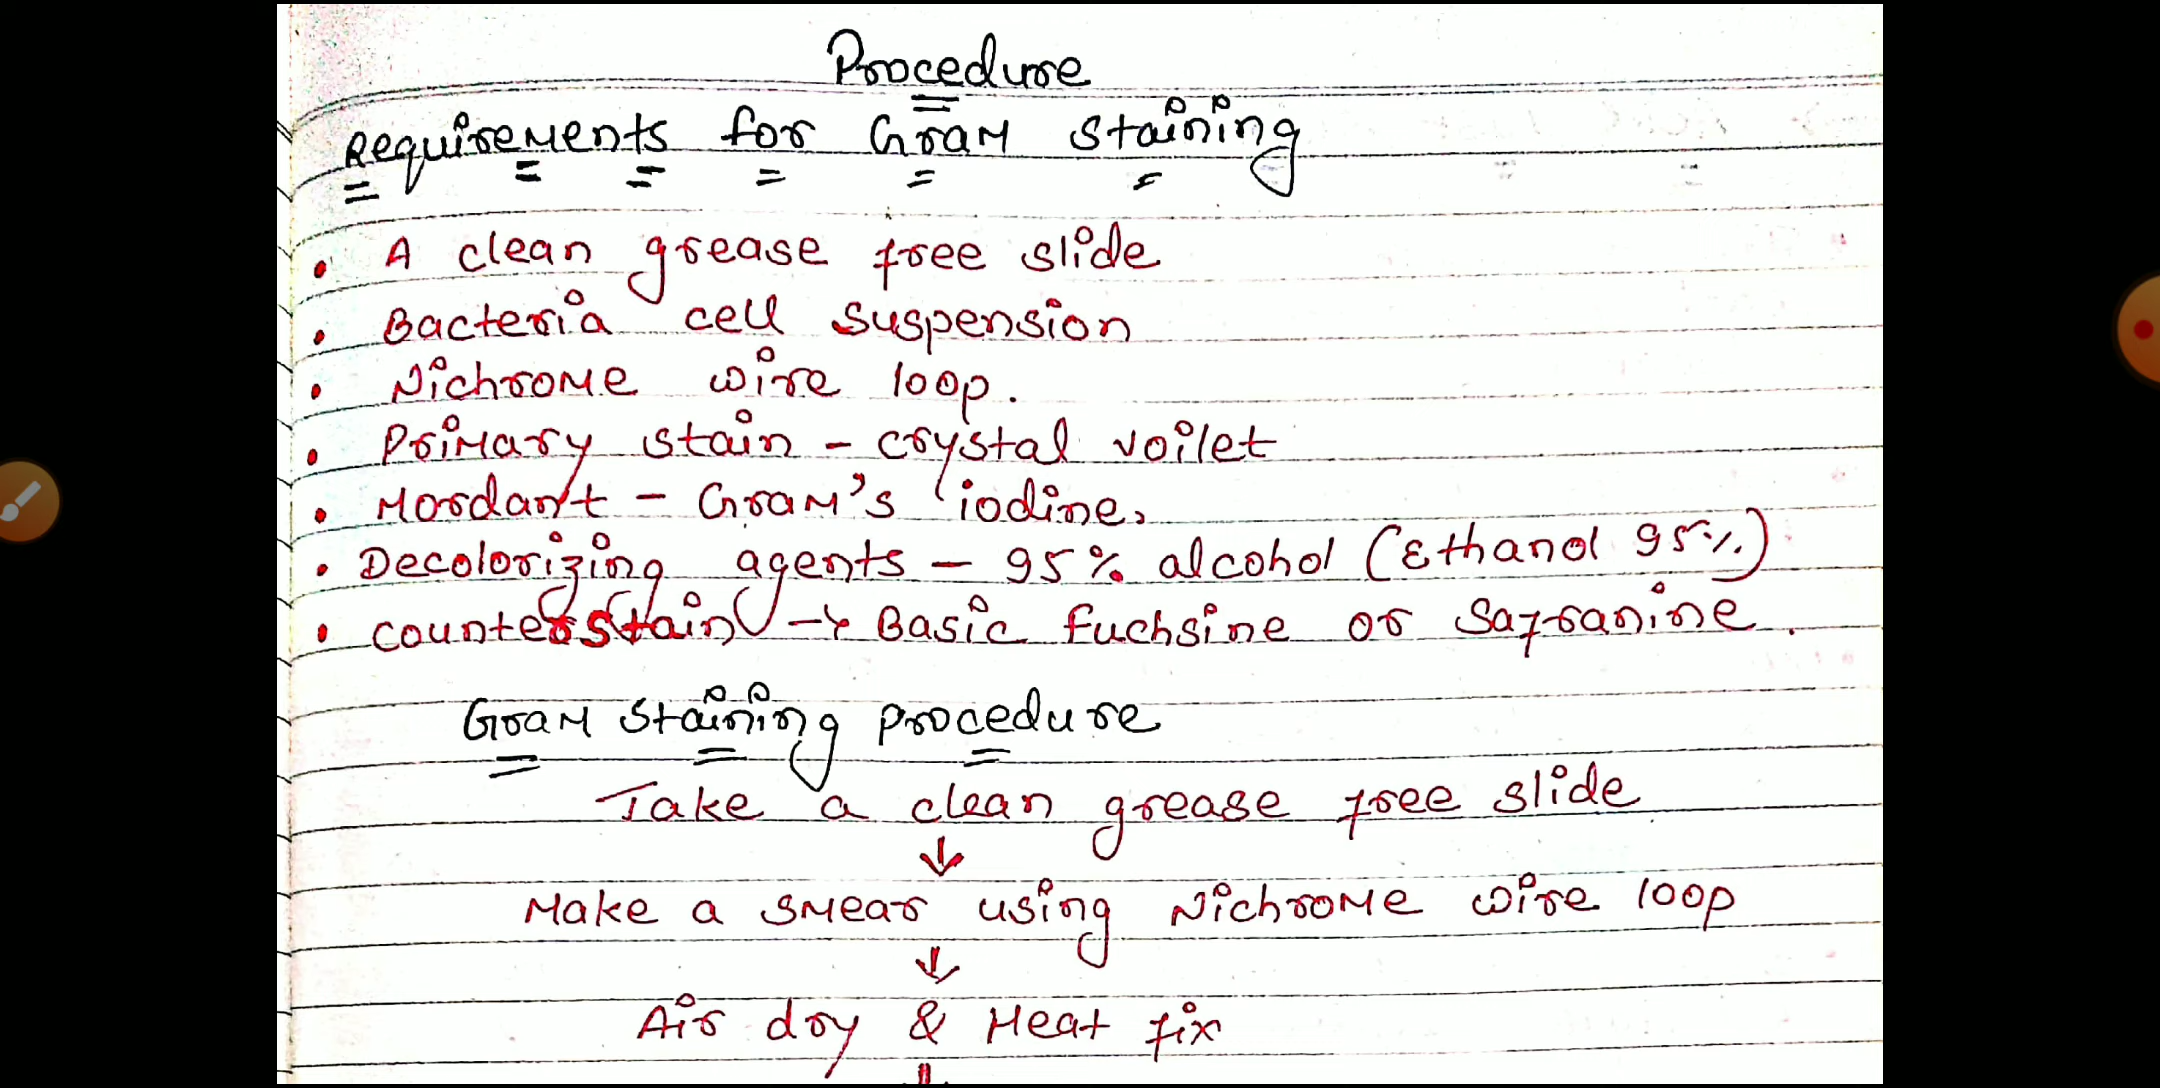 Procedure
Requirements for Gram Staining
• A clean grease free slide
• Bacteria cell suspension
• Nichrome wire loop.
• Primary stain - crystal voilet
• Mordant - Gram's iodine,
• Decolorizing agents - 95% alcohol (Ethanol 95%)
• counterstain → Basic fuchsine or Safranine.
Gram staining procedure
Take a clean grease free slide
↓
Make a smear using Nichrome wire loop
↓
Air dry & Heat fix
↓